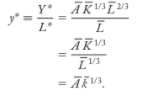 y* ≡ Y*/L* = A̅ K̅^{1/3} L̅^{2/3} / L̅
= A̅ K̅^{1/3} / L̅^{1/3}
= A̅ k̅^{1/3}.